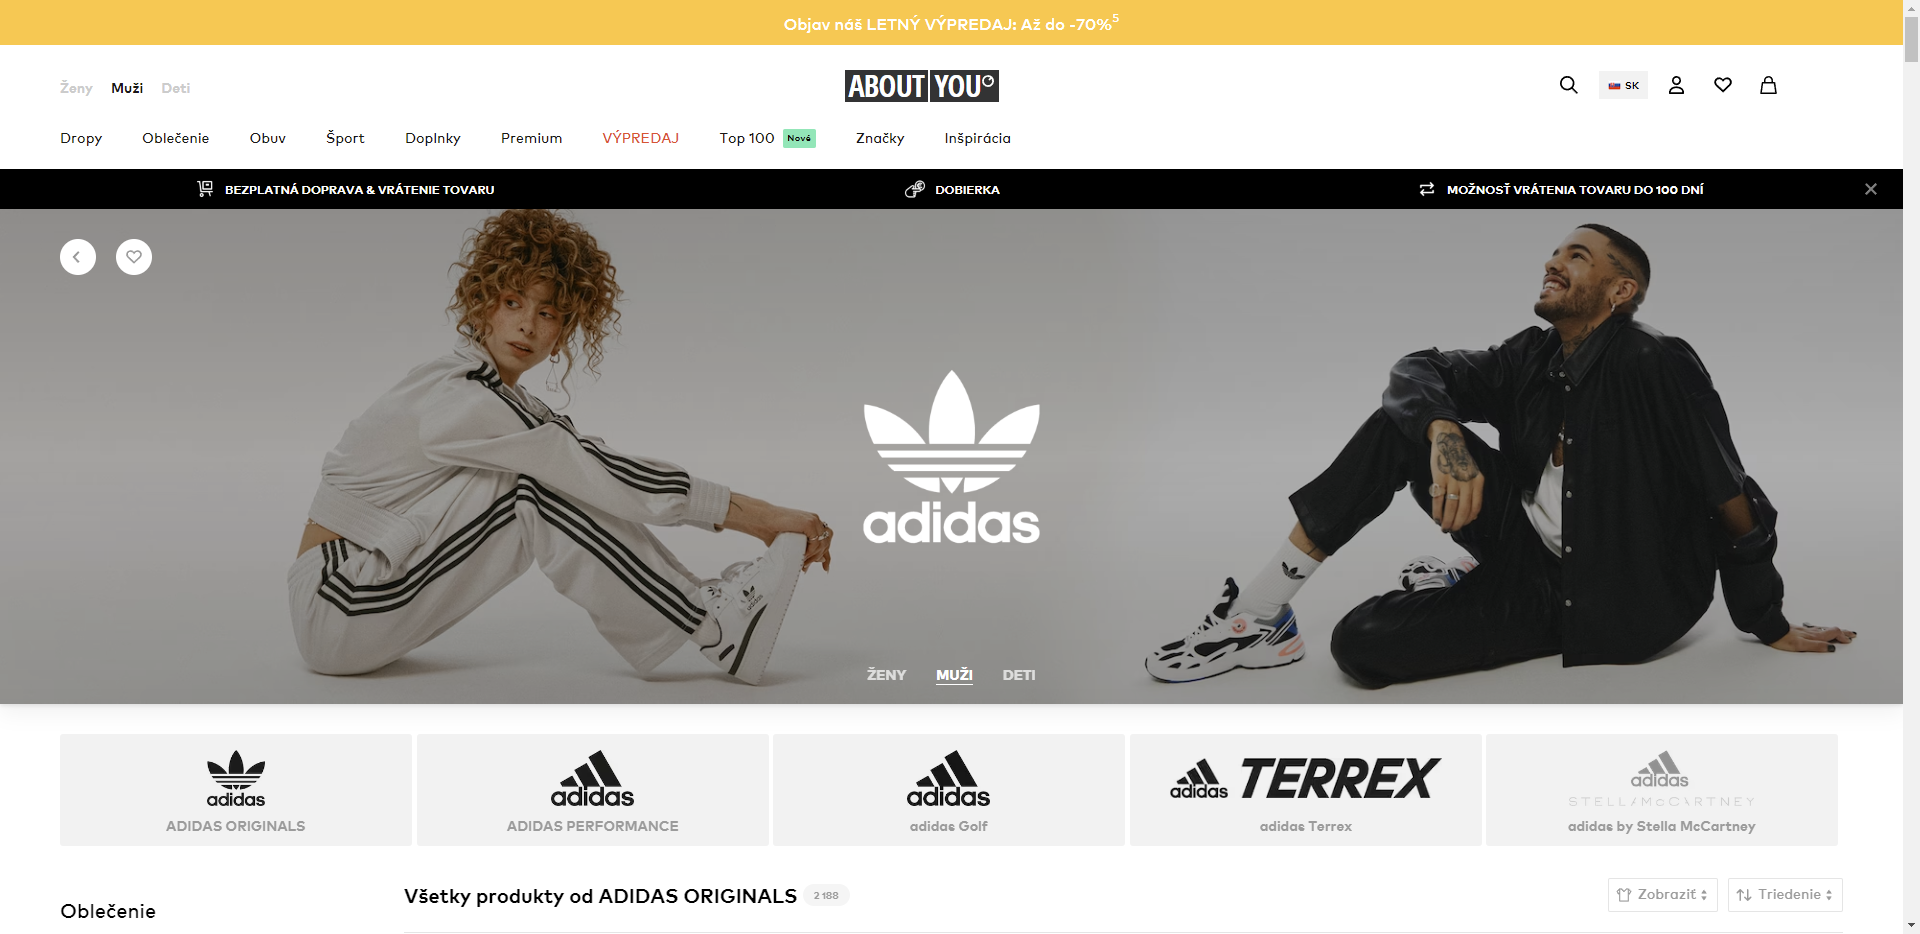 Objav náš LETNÝ VÝPREDAJ: Až do -70%⁵
Ženy Muži Deti
ABOUT YOU
SK
Dropy Oblečenie Obuv Šport Doplnky Premium VÝPREDAJ Top 100 Nové Značky Inšpirácia
BEZPLATNÁ DOPRAVA & VRÁTENIE TOVARU DOBIERKA MOŽNOSŤ VRÁTENIA TOVARU DO 100 DNÍ
adidas
ŽENY MUŽI DETI
adidas
ADIDAS ORIGINALS
adidas
ADIDAS PERFORMANCE
adidas
adidas Golf
adidas TERREX
adidas Terrex
adidas
STELLA McCARTNEY
adidas by Stella McCartney
Oblečenie
Všetky produkty od ADIDAS ORIGINALS 2 188
Zobraziť Triedenie